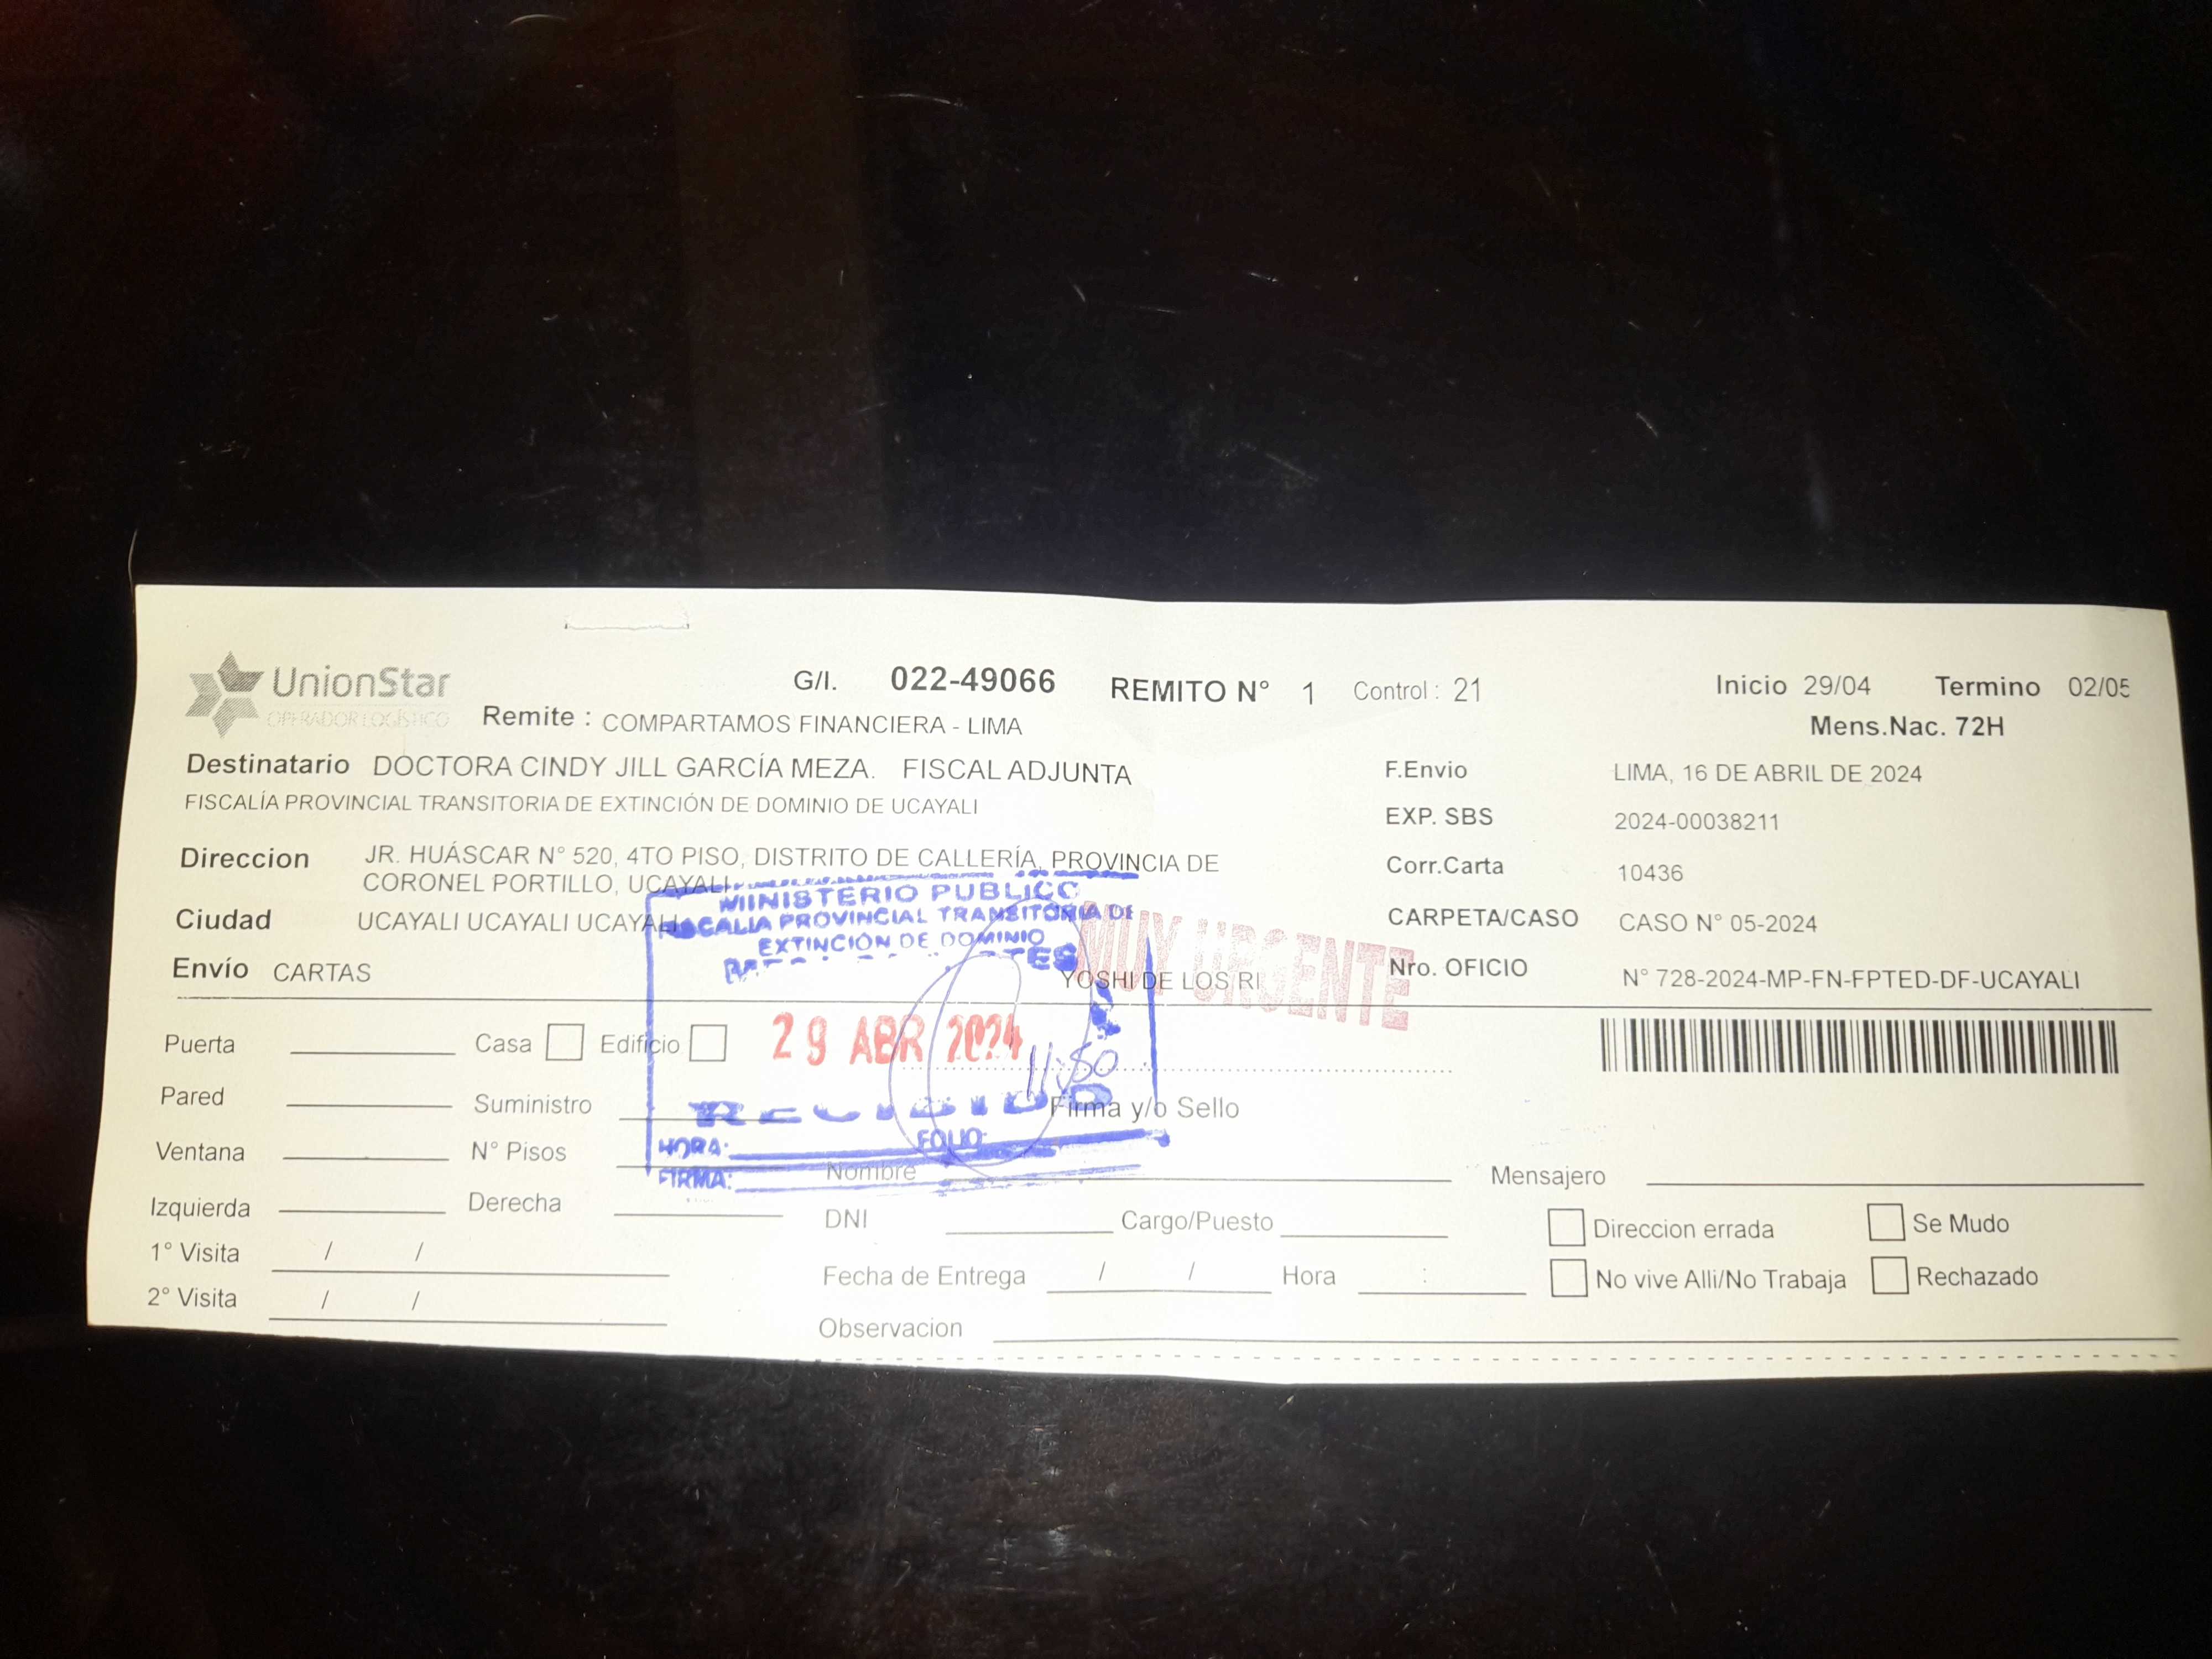 UnionStar
OPERADOR LOGÍSTICO
G/I. 022-49066 REMITO N° 1 Control : 21
Inicio 29/04 Termino 02/05
Mens.Nac. 72H
Remite : COMPARTAMOS FINANCIERA - LIMA
Destinatario DOCTORA CINDY JILL GARCÍA MEZA. FISCAL ADJUNTA
FISCALÍA PROVINCIAL TRANSITORIA DE EXTINCIÓN DE DOMINIO DE UCAYALI
Direccion JR. HUÁSCAR N° 520, 4TO PISO, DISTRITO DE CALLERÍA, PROVINCIA DE
CORONEL PORTILLO, UCAYALI
Ciudad UCAYALI UCAYALI UCAYALI
Envío CARTAS
YOSHI DE LOS RI
F.Envio LIMA, 16 DE ABRIL DE 2024
EXP. SBS 2024-00038211
Corr.Carta 10436
CARPETA/CASO CASO N° 05-2024
Nro. OFICIO N° 728-2024-MP-FN-FPTED-DF-UCAYALI
MINISTERIO PUBLICO
FISCALIA PROVINCIAL TRANSITORIA DE
EXTINCIÓN DE DOMINIO
MUY URGENTE
29 ABR 2024
11:50
RECIBIDO
HORA: FOLIO:
FIRMA:
Puerta Casa Edificio
Pared Suministro
Firma y/o Sello
Ventana N° Pisos
Nombre Mensajero
Izquierda Derecha
DNI Cargo/Puesto Direccion errada Se Mudo
1° Visita / /
Fecha de Entrega / / Hora : No vive Alli/No Trabaja Rechazado
2° Visita / /
Observacion